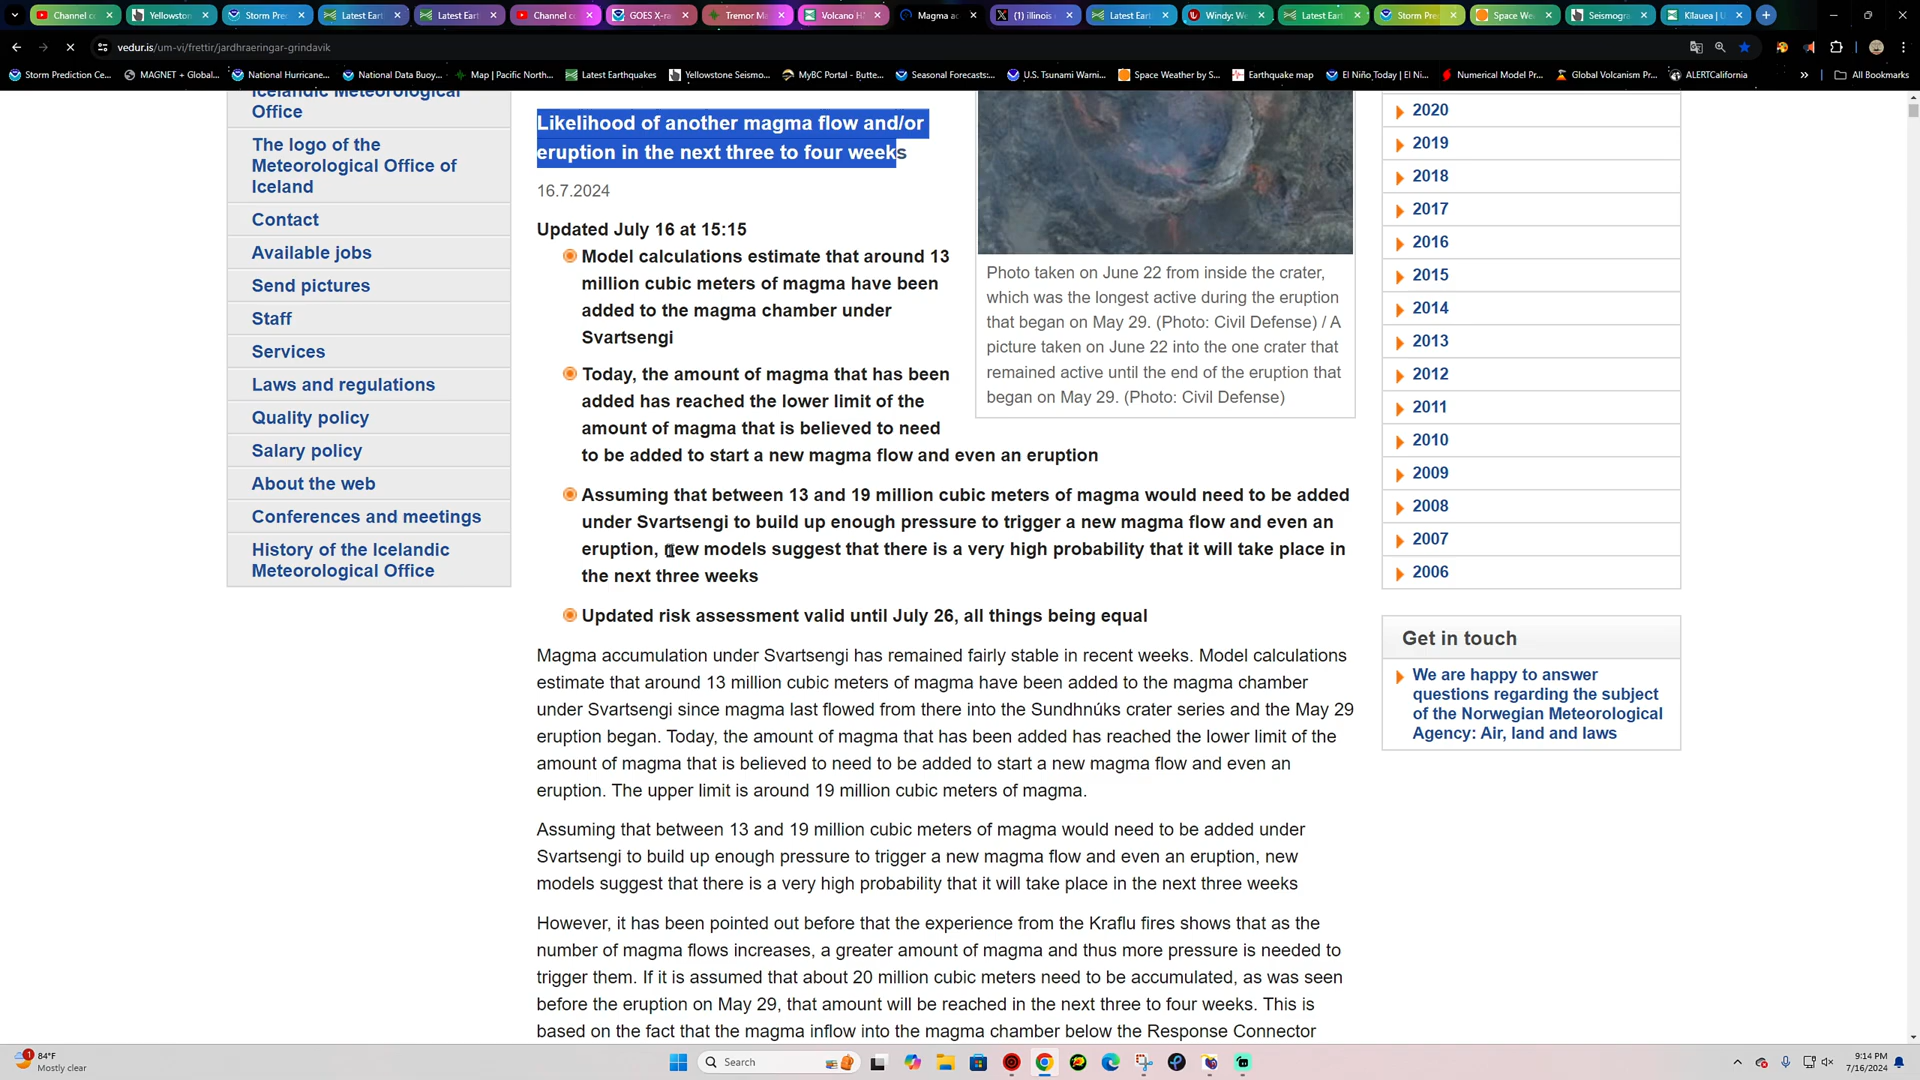 Channel c
Yellowston
Storm Pre
Latest Eart
Latest Eart
Channel c
GOES X-ra
Tremor M
Volcano H
Magma ac
(1) illinois
Latest Eart
Windy: We
Latest Eart
Storm Pre
Space We
Seismogra
Kīlauea | U
vedur.is/um-vi/frettir/jardhraeringar-grindavik
Storm Prediction Ce...
MAGNET + Global...
National Hurricane...
National Data Buoy...
Map | Pacific North...
Latest Earthquakes
Yellowstone Seismo...
MyBC Portal - Butte...
Seasonal Forecasts:...
U.S. Tsunami Warni...
Space Weather by S...
Earthquake map
El Niño Today | El Ni...
Numerical Model Pr...
Global Volcanism Pr...
ALERTCalifornia
»
All Bookmarks
Icelandic Meteorological
Office
The logo of the
Meteorological Office of
Iceland
Contact
Available jobs
Send pictures
Staff
Services
Laws and regulations
Quality policy
Salary policy
About the web
Conferences and meetings
History of the Icelandic
Meteorological Office
Likelihood of another magma flow and/or
eruption in the next three to four weeks
16.7.2024
Updated July 16 at 15:15
Model calculations estimate that around 13
million cubic meters of magma have been
added to the magma chamber under
Svartsengi
Today, the amount of magma that has been
added has reached the lower limit of the
amount of magma that is believed to need
to be added to start a new magma flow and even an eruption
Assuming that between 13 and 19 million cubic meters of magma would need to be added
under Svartsengi to build up enough pressure to trigger a new magma flow and even an
eruption, new models suggest that there is a very high probability that it will take place in
the next three weeks
Updated risk assessment valid until July 26, all things being equal
Magma accumulation under Svartsengi has remained fairly stable in recent weeks. Model calculations
estimate that around 13 million cubic meters of magma have been added to the magma chamber
under Svartsengi since magma last flowed from there into the Sundhnúks crater series and the May 29
eruption began. Today, the amount of magma that has been added has reached the lower limit of the
amount of magma that is believed to need to be added to start a new magma flow and even an
eruption. The upper limit is around 19 million cubic meters of magma.
Assuming that between 13 and 19 million cubic meters of magma would need to be added under
Svartsengi to build up enough pressure to trigger a new magma flow and even an eruption, new
models suggest that there is a very high probability that it will take place in the next three weeks
However, it has been pointed out before that the experience from the Kraflu fires shows that as the
number of magma flows increases, a greater amount of magma and thus more pressure is needed to
trigger them. If it is assumed that about 20 million cubic meters need to be accumulated, as was seen
before the eruption on May 29, that amount will be reached in the next three to four weeks. This is
based on the fact that the magma inflow into the magma chamber below the Response Connector
Photo taken on June 22 from inside the crater,
which was the longest active during the eruption
that began on May 29. (Photo: Civil Defense) / A
picture taken on June 22 into the one crater that
remained active until the end of the eruption that
began on May 29. (Photo: Civil Defense)
2020
2019
2018
2017
2016
2015
2014
2013
2012
2011
2010
2009
2008
2007
2006
Get in touch
We are happy to answer
questions regarding the subject
of the Norwegian Meteorological
Agency: Air, land and laws
1
84°F
Mostly clear
Search
9:14 PM
7/16/2024